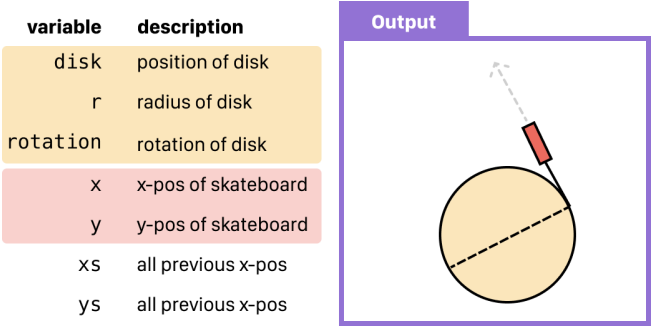 variable description
disk position of disk
r radius of disk
rotation rotation of disk
x x-pos of skateboard
y y-pos of skateboard
xs all previous x-pos
ys all previous x-pos
Output